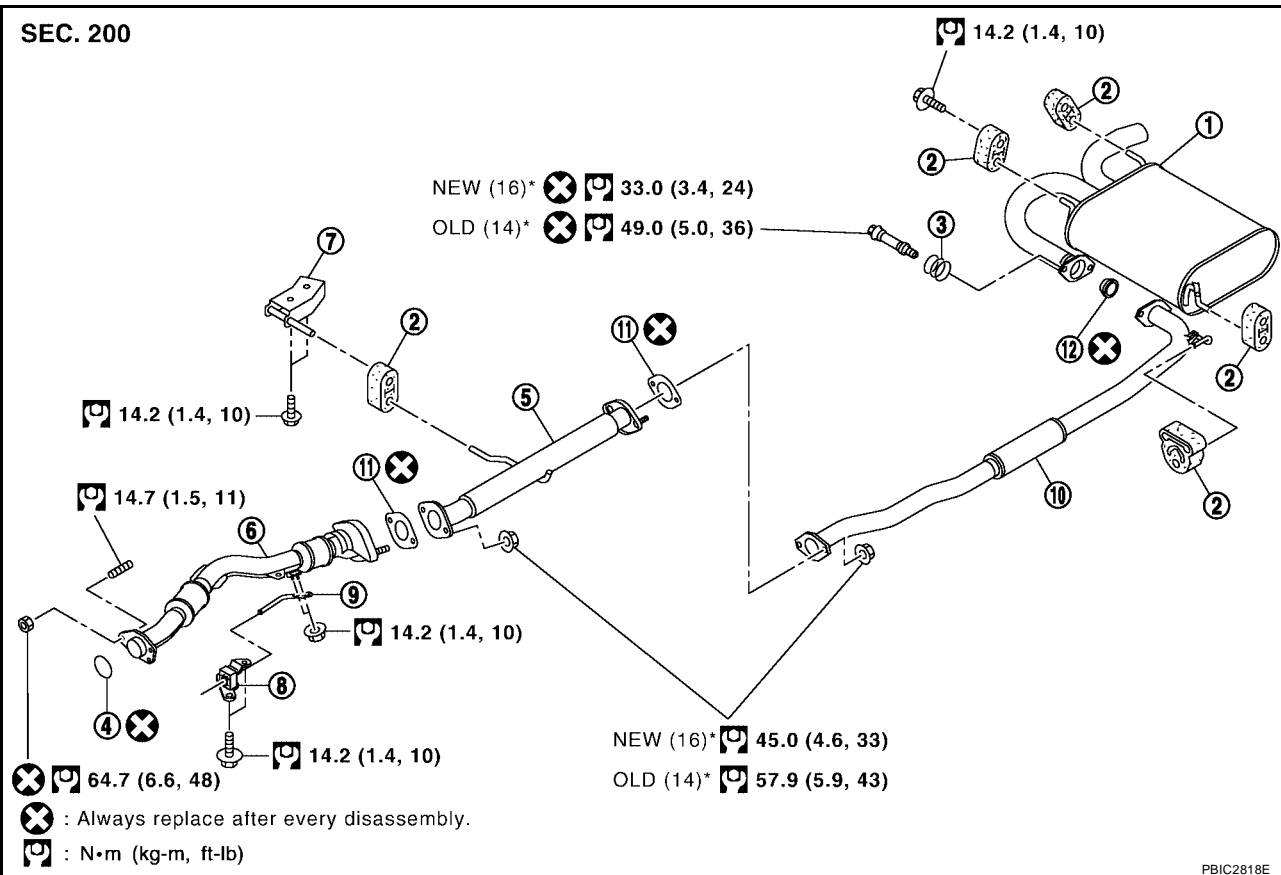 SEC. 200
14.2 (1.4, 10)
2
1
2
NEW (16)* 33.0 (3.4, 24)
OLD (14)* 49.0 (5.0, 36)
3
7
2
11
12
2
14.2 (1.4, 10)
5
11
2
10
14.7 (1.5, 11)
6
9
14.2 (1.4, 10)
8
4
14.2 (1.4, 10)
NEW (16)* 45.0 (4.6, 33)
OLD (14)* 57.9 (5.9, 43)
64.7 (6.6, 48)
: Always replace after every disassembly.
: N•m (kg-m, ft-lb)
PBIC2818E